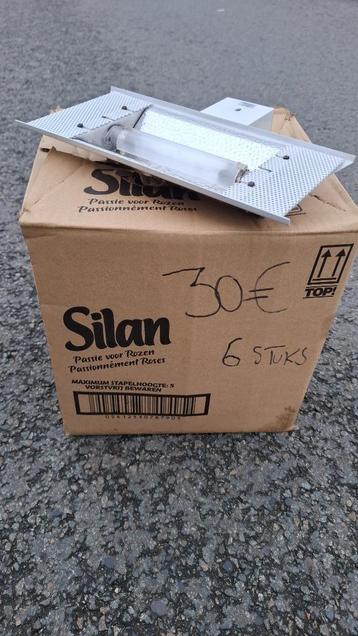 Silan
Passie voor Rozen
Passionnément Roses
30€
TOP!
Silan
Passie voor Rozen
Passionnément Roses
6 STUKS
MAXIMUM STAPELHOOGTE: 5
VORSTVRIJ BEWAREN